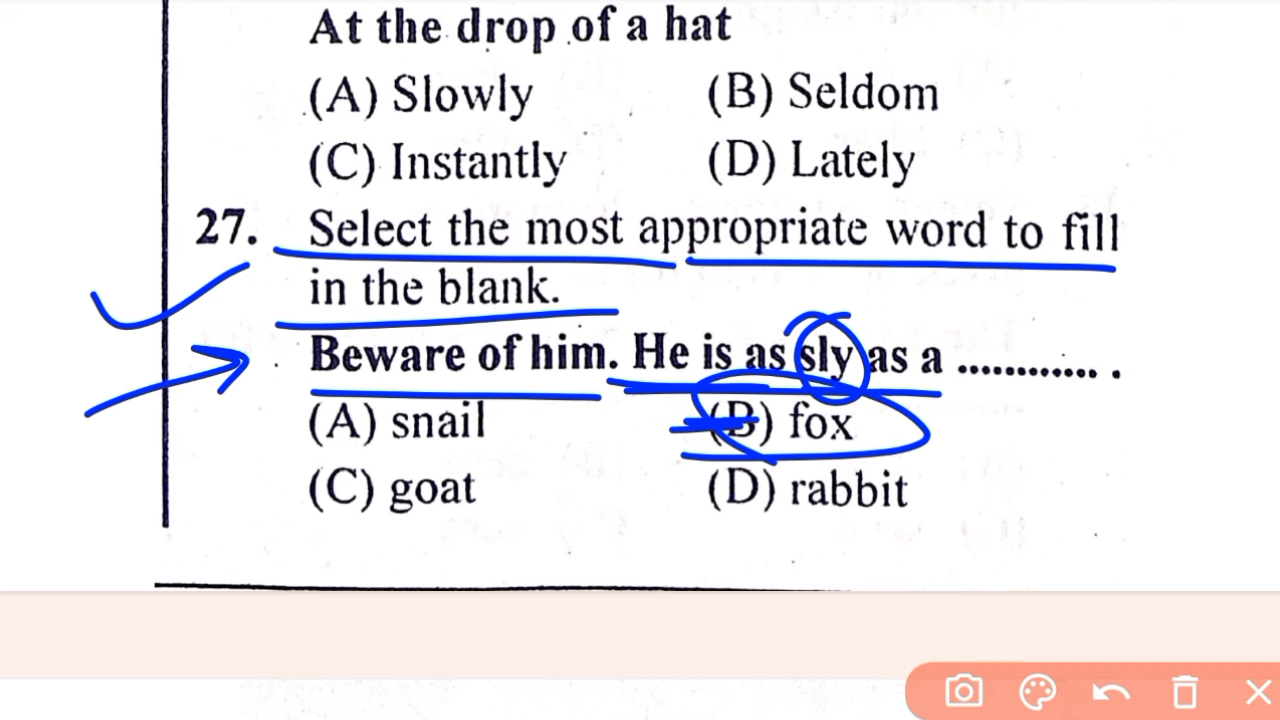 At the drop of a hat
(A) Slowly (B) Seldom
(C) Instantly (D) Lately
27. Select the most appropriate word to fill
in the blank.
Beware of him. He is as sly as a ............ .
(A) snail (B) fox
(C) goat (D) rabbit